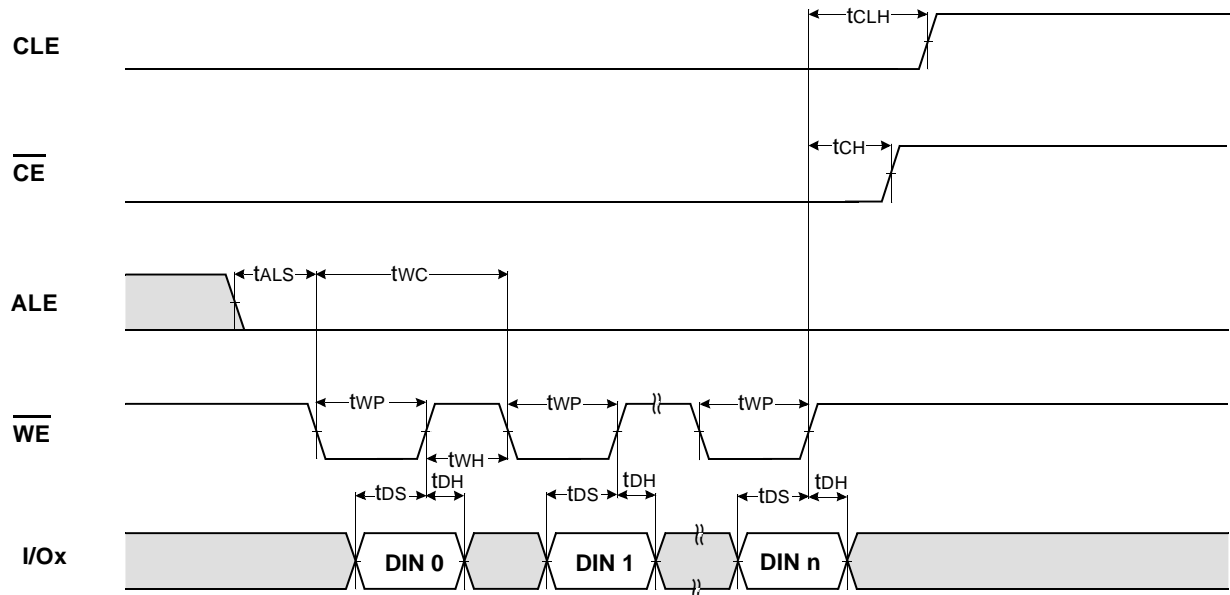 tCLH
CLE
tCH
CE
tALS
tWC
ALE
tWP
tWP
tWP
WE
tWH
tDS
tDH
tDS
tDH
tDS
tDH
I/Ox
DIN 0
DIN 1
DIN n